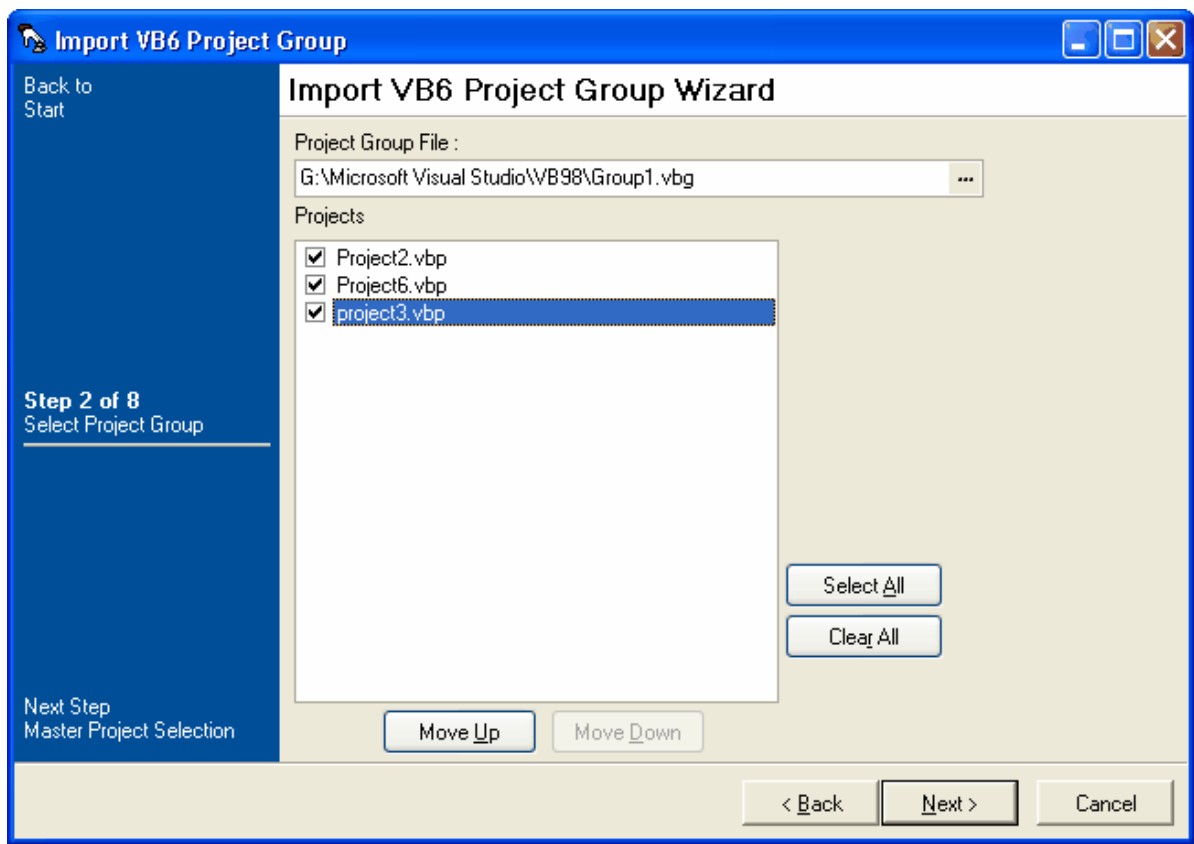 Import VB6 Project Group
Back to
Start
Import VB6 Project Group Wizard
Project Group File :
G:\Microsoft Visual Studio\VB98\Group1.vbg
...
Projects
Project2.vbp
Project6.vbp
project3.vbp
Step 2 of 8
Select Project Group
Select All
Clear All
Next Step
Master Project Selection
Move Up
Move Down
< Back
Next >
Cancel